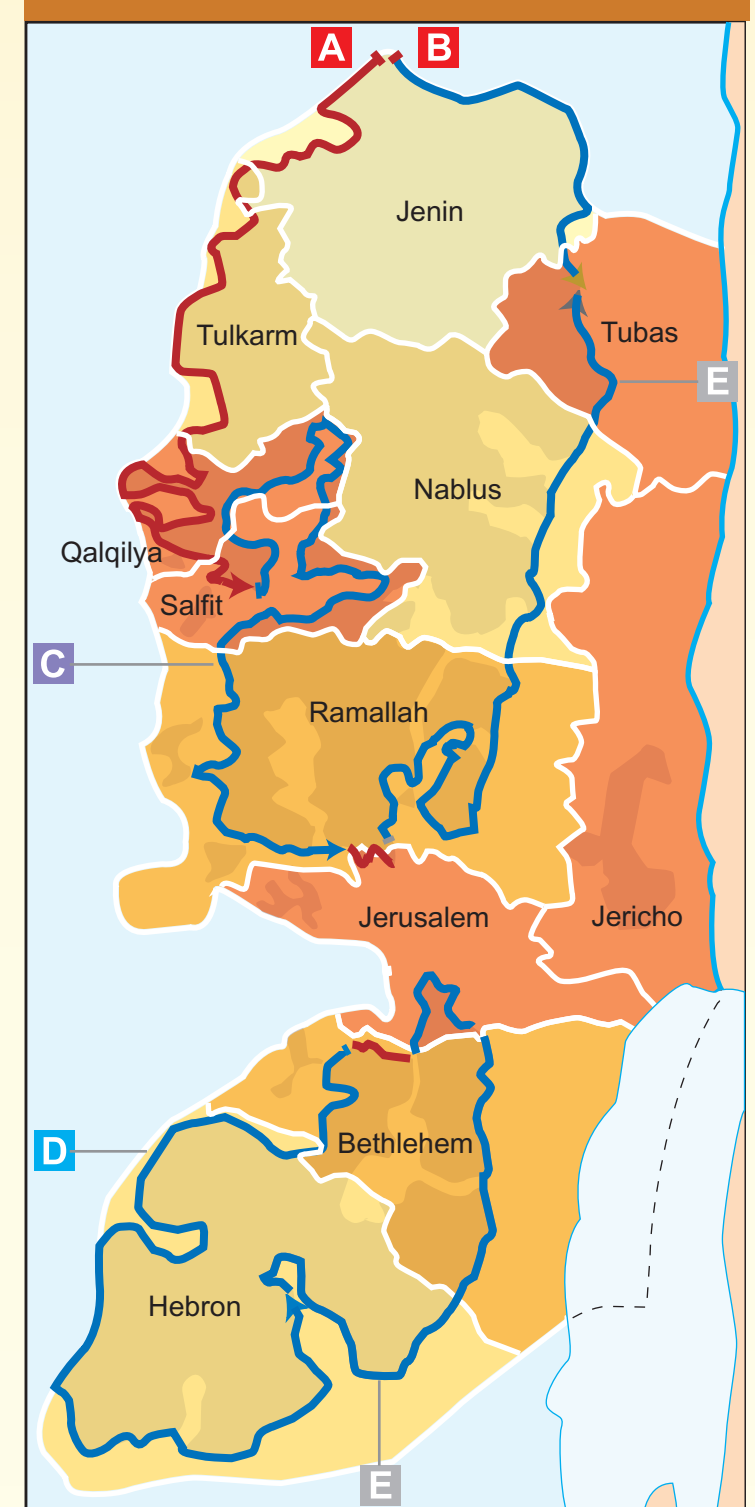 A
B
Jenin
Tulkarm
Tubas
E
Nablus
Qalqilya
Salfit
C
Ramallah
Jerusalem
Jericho
D
Bethlehem
Hebron
E